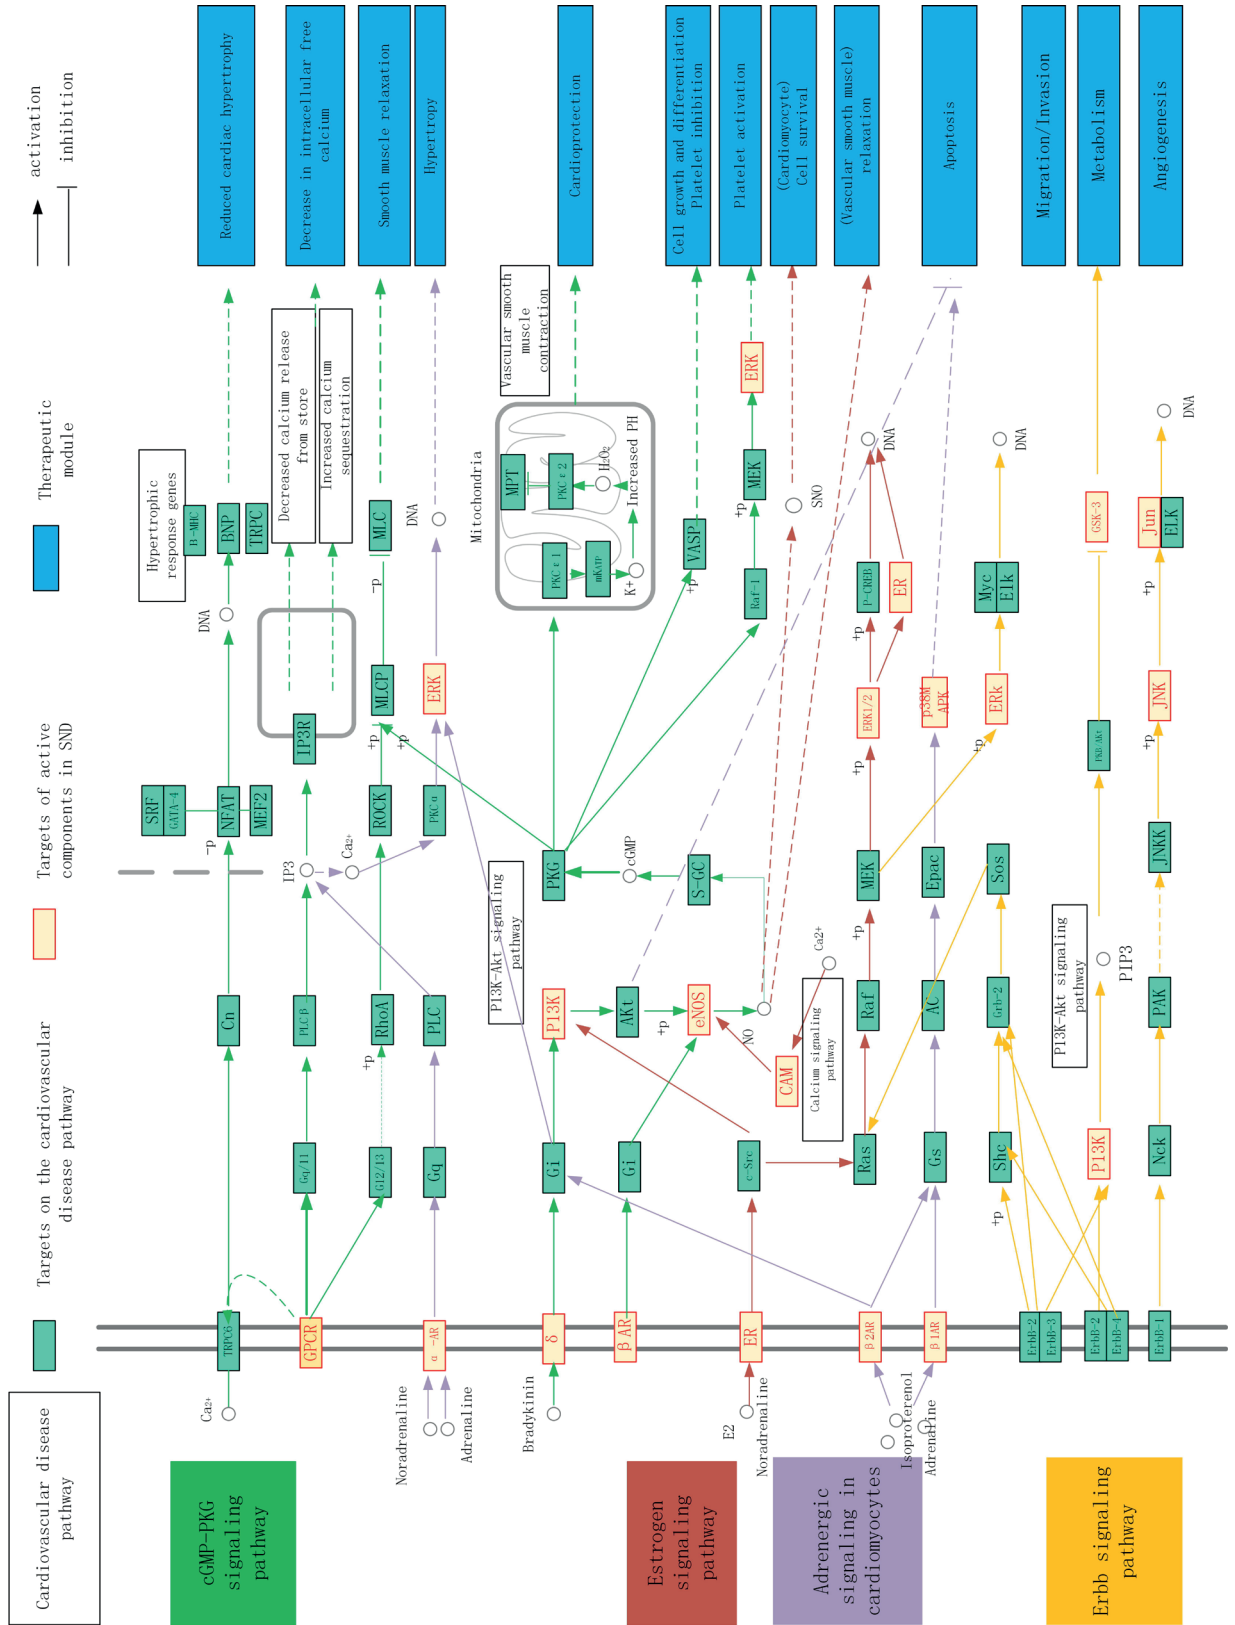 Cardiovascular disease
pathway
Targets on the cardiovascular
disease pathway
Targets of active
components in SND
Therapeutic
module
activation
inhibition
cGMP-PKG
signaling
pathway
Estrogen
signaling
pathway
Adrenergic
signaling in
cardiomyocytes
Erbb signaling
pathway
Ca2+
TRPC6
Cn
-p
SRF
GATA-4
NFAT
MEF2
DNA
Hypertrophic
response genes
B-MHC
BNP
TRPC
Reduced cardiac hypertrophy
GPCR
Gq/11
PLCβ
IP3
IP3R
Decreased calcium release
from store
Increased calcium
sequestration
Decrease in intracellular free
calcium
G12/13
+p
RhoA
Ca2+
ROCK
+p
+p
MLCP
-p
MLC
Smooth muscle relaxation
Noradrenaline
Adrenaline
α -AR
Gq
PLC
PKCα
ERK
DNA
Hypertropy
P13K-Akt signaling
pathway
Mitochondria
Vascular smooth
muscle
contraction
Bradykinin
δ
Gi
P13K
PKG
PKCε1
mKATP
K+
MPT
PKCε2
H2O2
Increased PH
Cardioprotection
βAR
Gi
AKt
+p
eNOS
NO
cGMP
S-GC
+p
VASP
Cell growth and differentiation
Platelet inhibition
Raf-1
+p
MEK
ERK
Platelet activation
E2
Noradrenaline
ER
c-Src
CAM
Calcium signaling
pathway
Ca2+
SNO
(Cardiomyocyte)
Cell survival
Ras
Raf
+p
MEK
+p
ERK1/2
+p
P-CREB
ER
DNA
(Vascular smooth muscle)
relaxation
Isoproterenol
Adrenaline
β2AR
β1AR
Gs
AC
Epac
p38M
APK
Apoptosis
ErbB-2
ErbB-3
+p
Shc
Grb-2
Sos
+p
ERk
Myc
Elk
DNA
Migration/Invasion
ErbB-2
ErbB-4
P13K
P13K-Akt signaling
pathway
PIP3
PKB/AKt
GSK-3
Metabolism
ErbB-1
Nck
PAK
JNKK
+p
JNK
+p
Jun
ELK
DNA
Angiogenesis